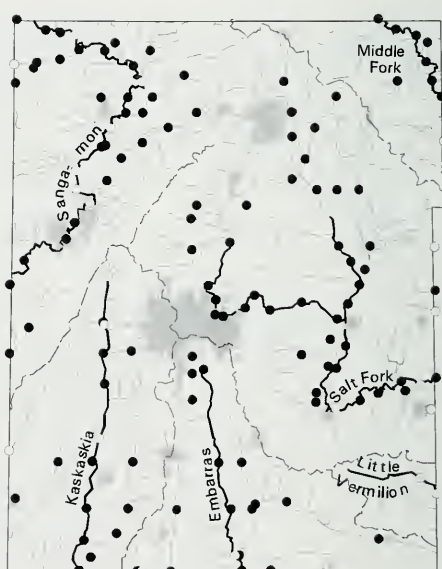 Middle
Fork
Sanga-
mon
Salt Fork
Kaskaskia
Embarras
Little
Vermilion